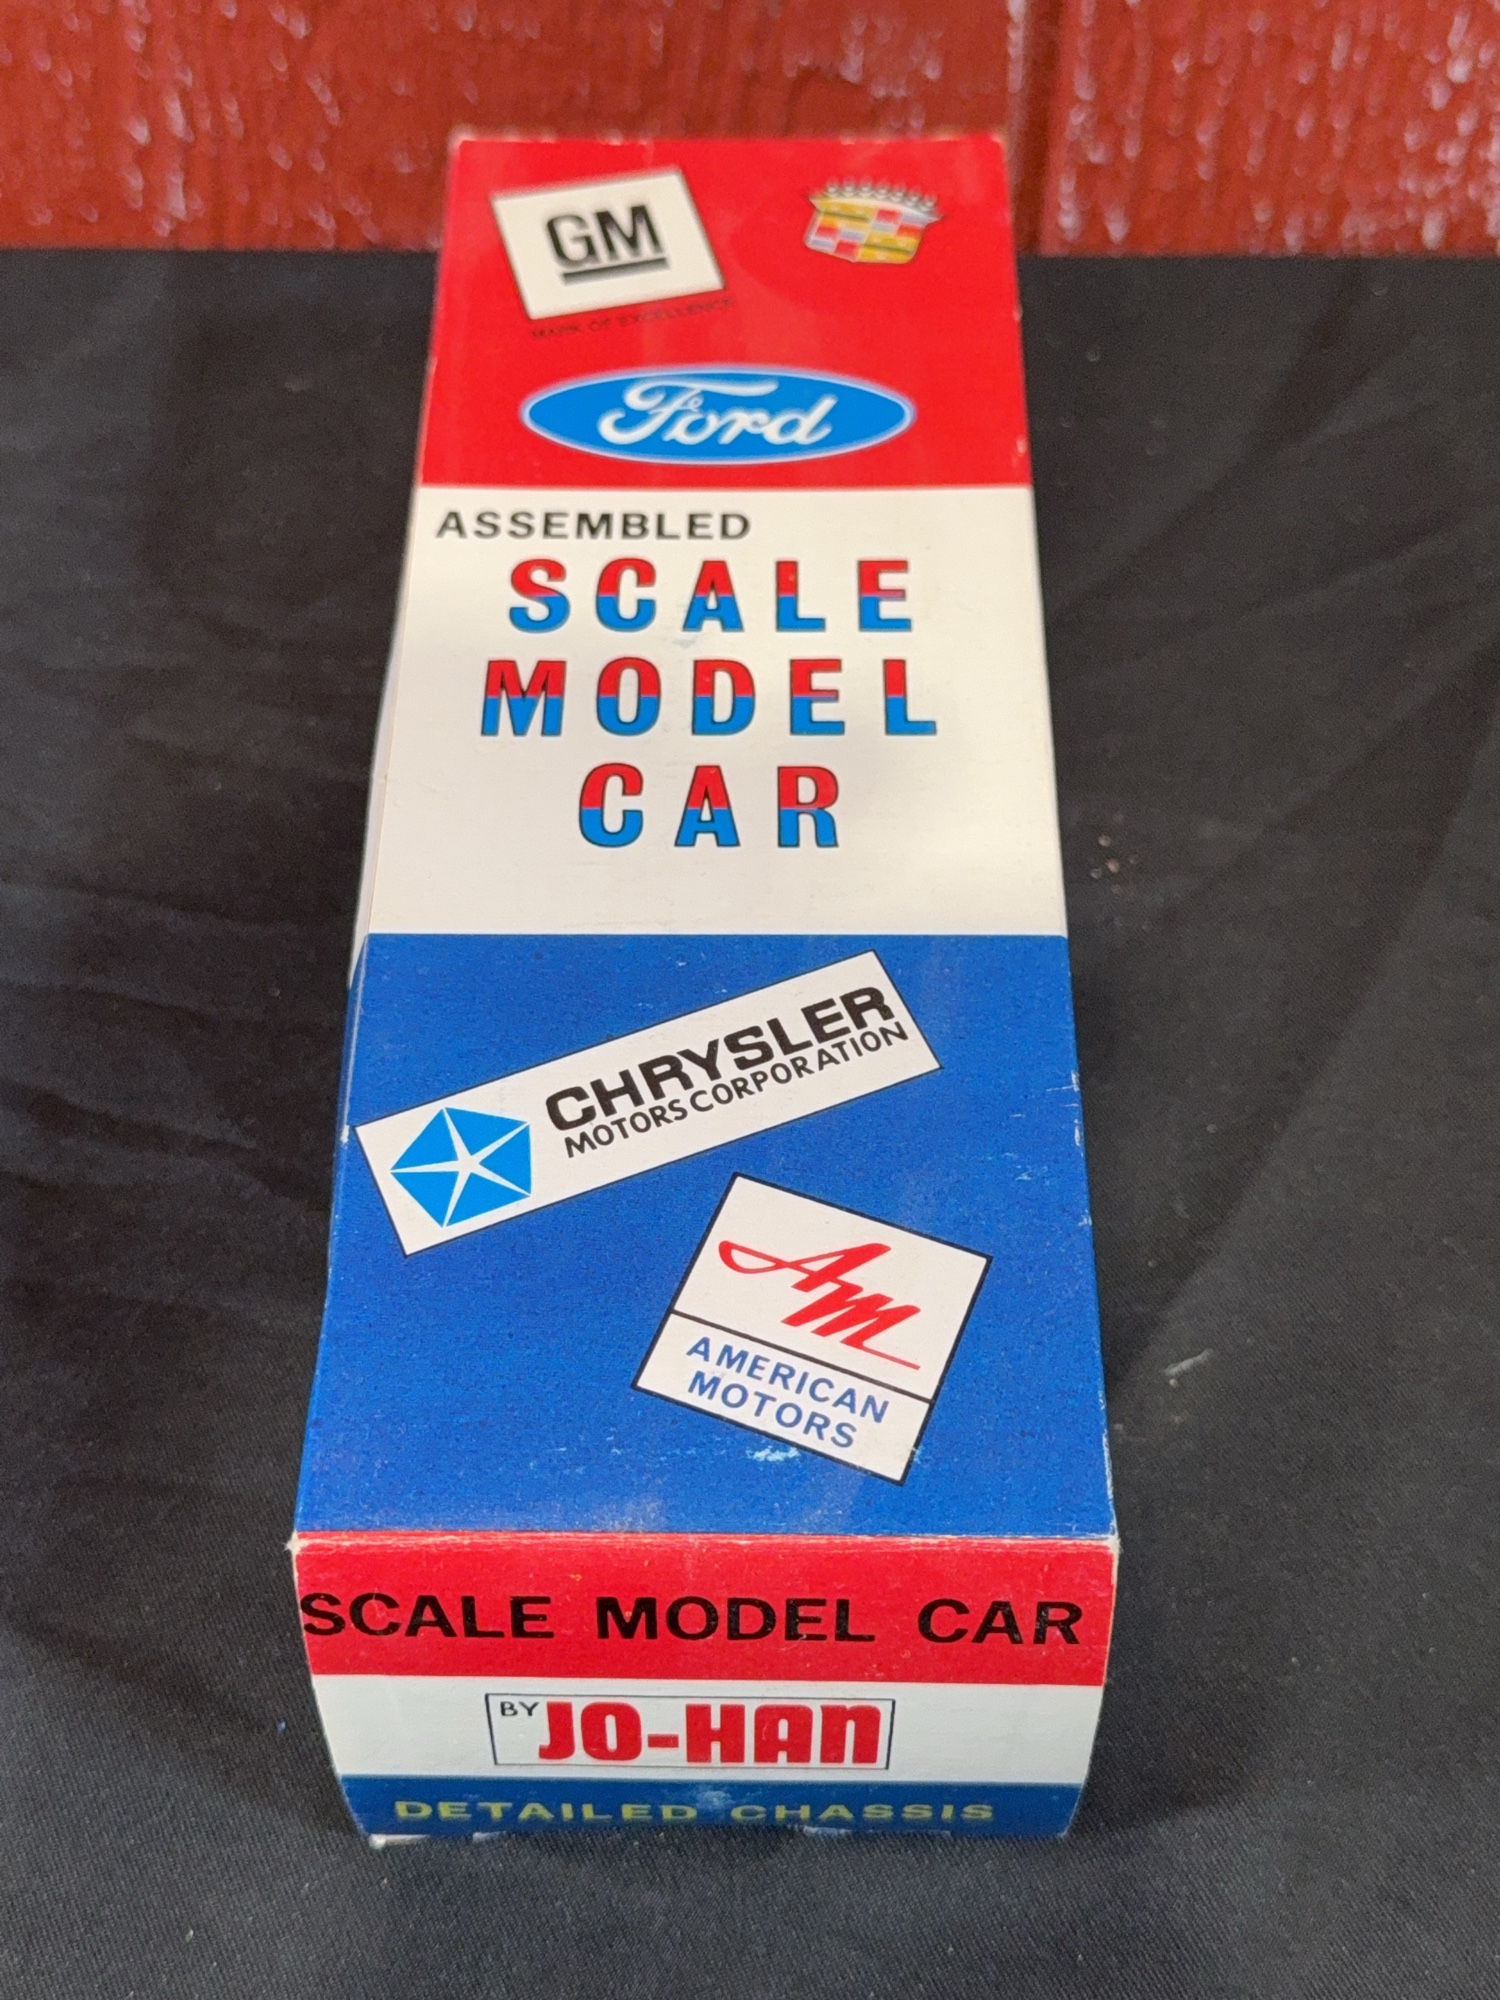 GM
MARK OF EXCELLENCE
Ford
ASSEMBLED
SCALE
MODEL
CAR
CHRYSLER
MOTORS CORPORATION
AM
AMERICAN
MOTORS
SCALE MODEL CAR
BY JO-HAN
DETAILED CHASSIS